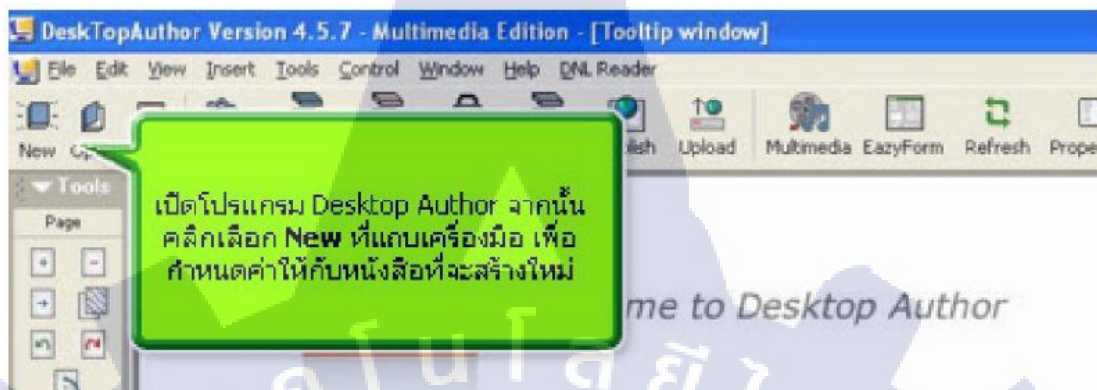 DeskTopAuthor Version 4.5.7 - Multimedia Edition - [Tooltip window]
File Edit View Insert Tools Control Window Help DNL Reader
New Upload Multimedia EazyForm Refresh
Tools
Page
เปิดโปรแกรม Desktop Author จากนั้น
คลิกเลือก New ที่แถบเครื่องมือ เพื่อ
กำหนดค่าให้กับหนังสือที่จะสร้างใหม่
me to Desktop Author